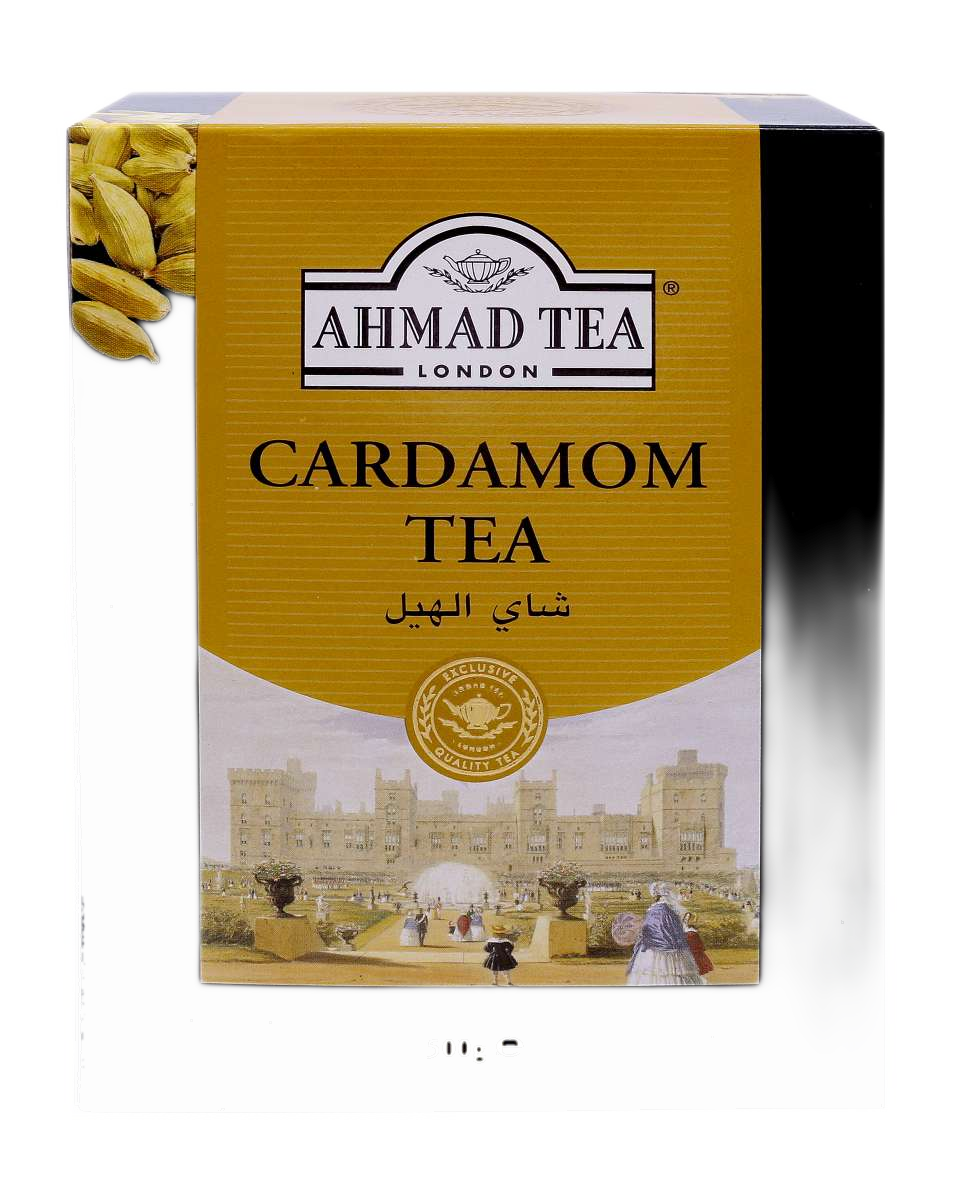 AHMAD TEA
®
LONDON
CARDAMOM
TEA
شاي الهيل
EXCLUSIVE
LONDON
QUALITY TEA